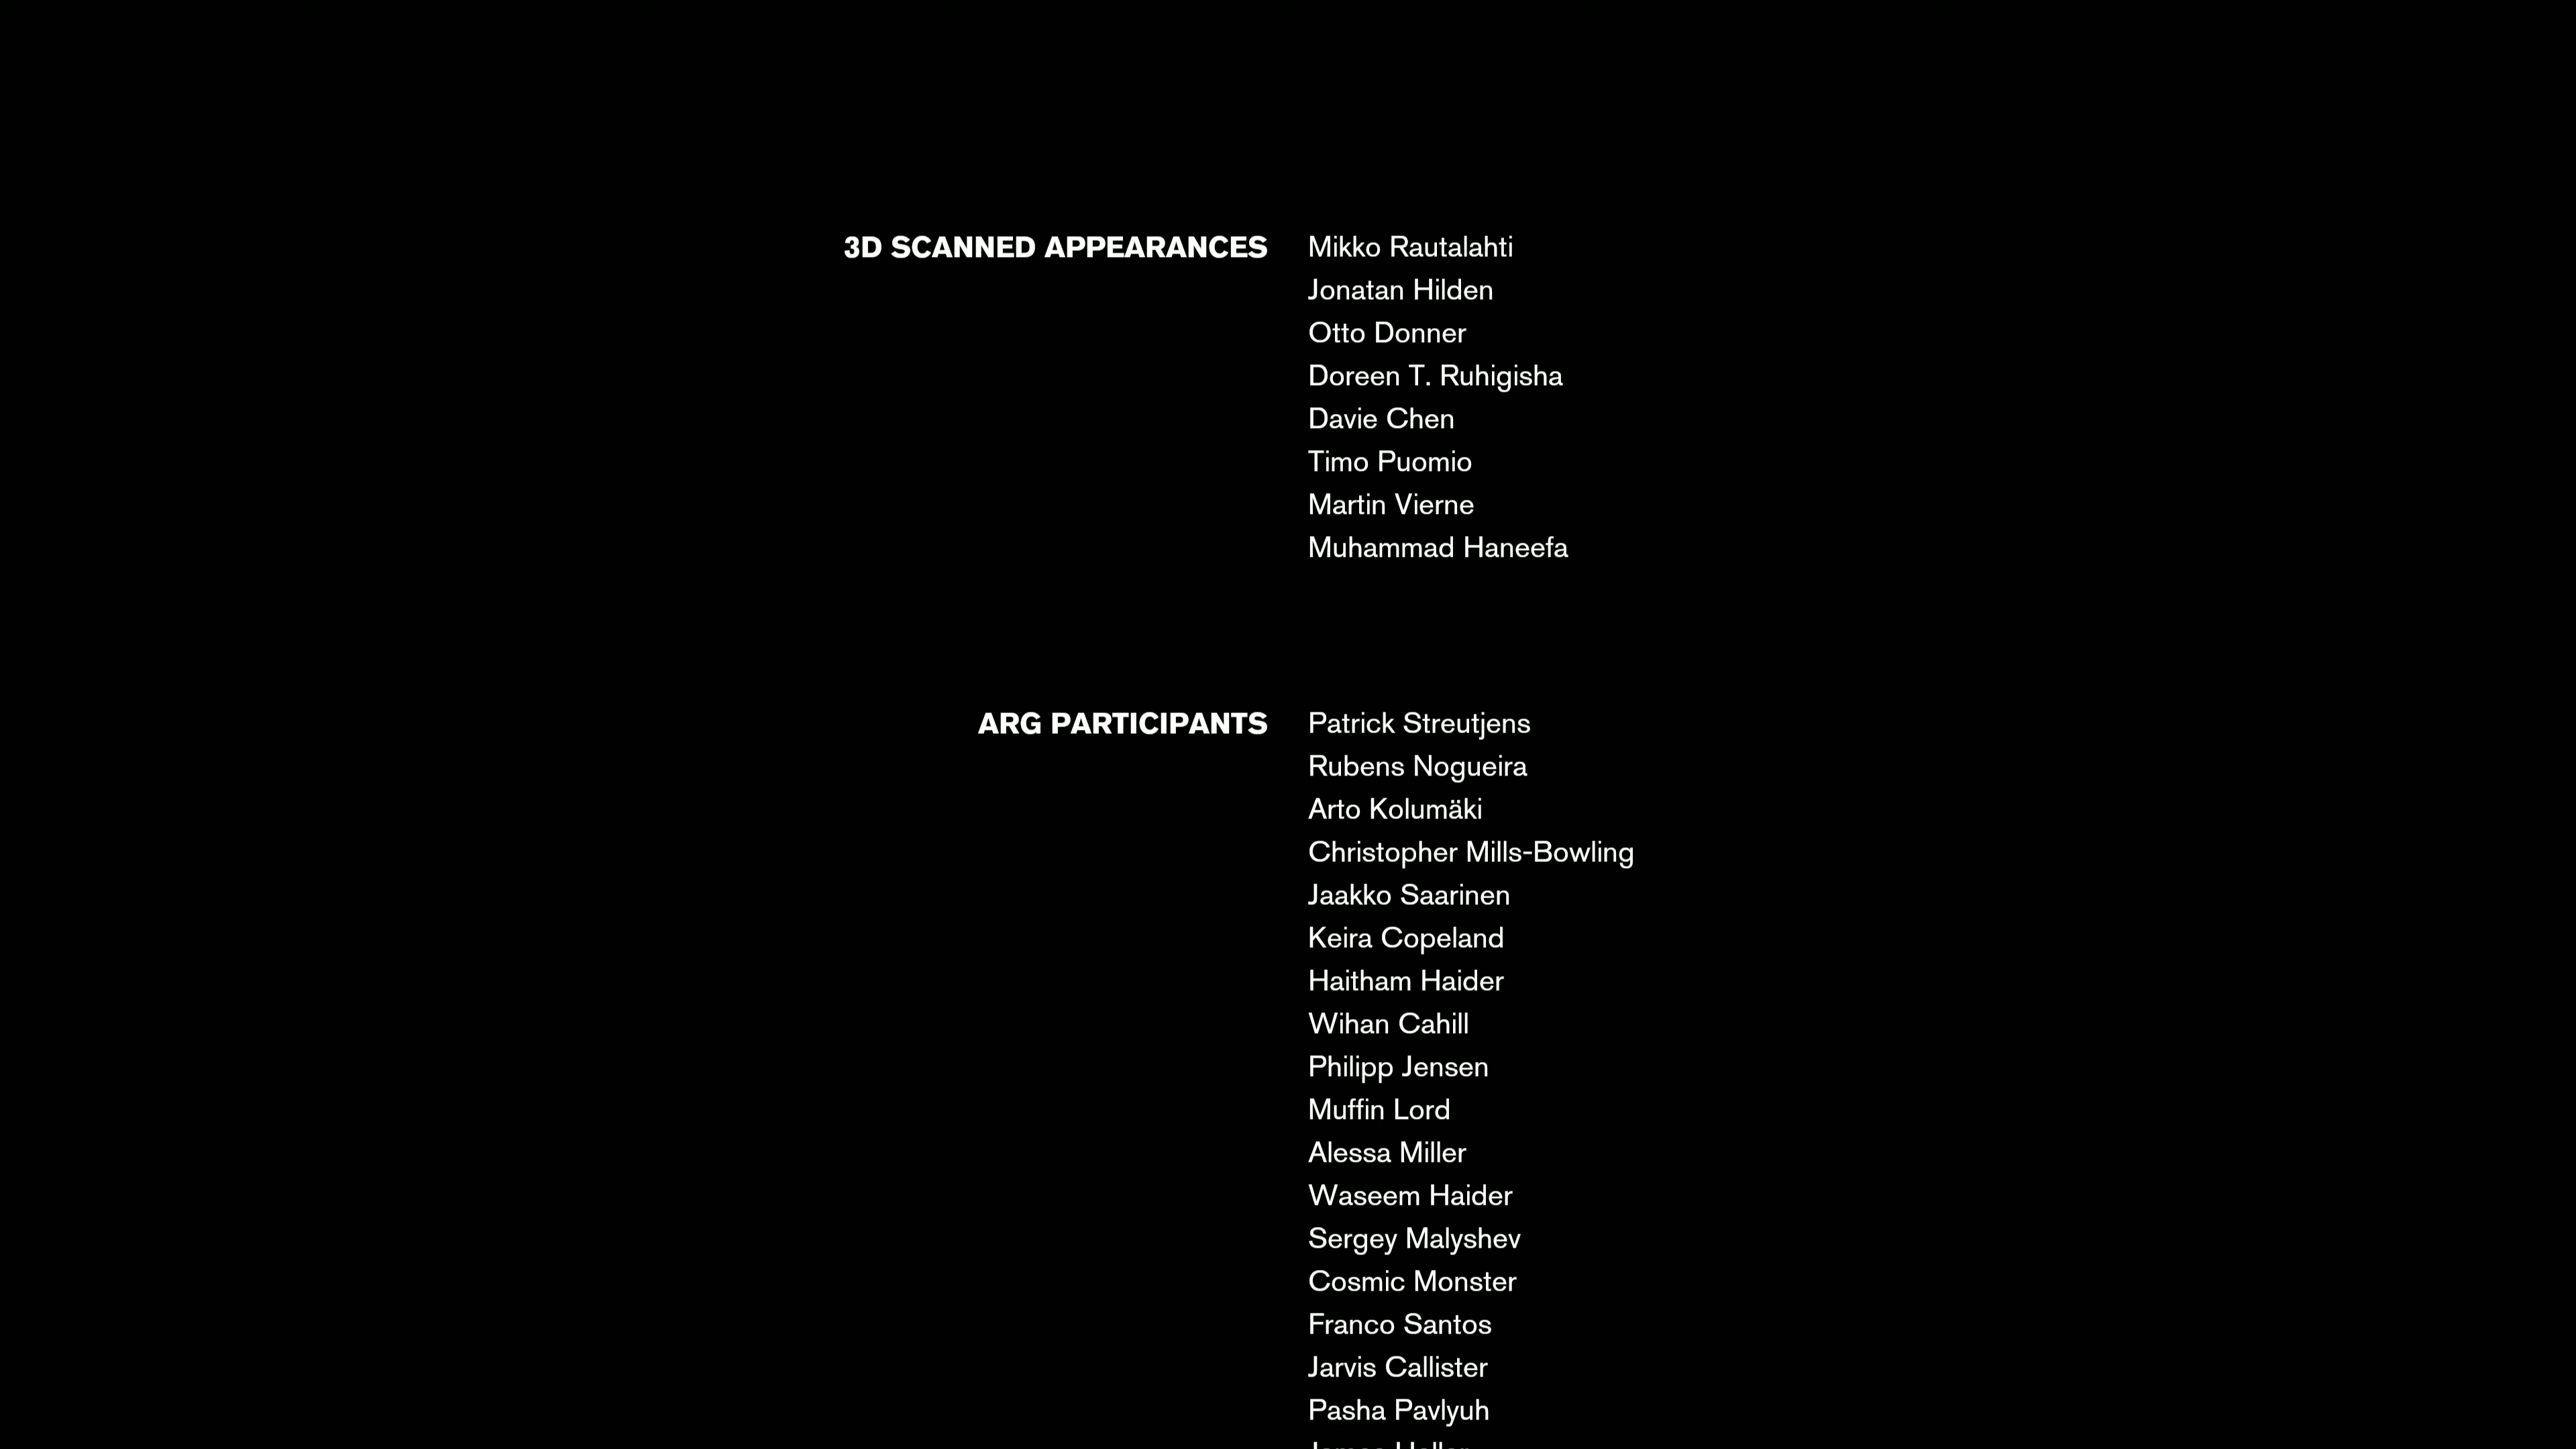 3D SCANNED APPEARANCES Mikko Rautalahti
Jonatan Hilden
Otto Donner
Doreen T. Ruhigisha
Davie Chen
Timo Puomio
Martin Vierne
Muhammad Haneefa
ARG PARTICIPANTS Patrick Streutjens
Rubens Nogueira
Arto Kolumäki
Christopher Mills-Bowling
Jaakko Saarinen
Keira Copeland
Haitham Haider
Wihan Cahill
Philipp Jensen
Muffin Lord
Alessa Miller
Waseem Haider
Sergey Malyshev
Cosmic Monster
Franco Santos
Jarvis Callister
Pasha Pavlyuh